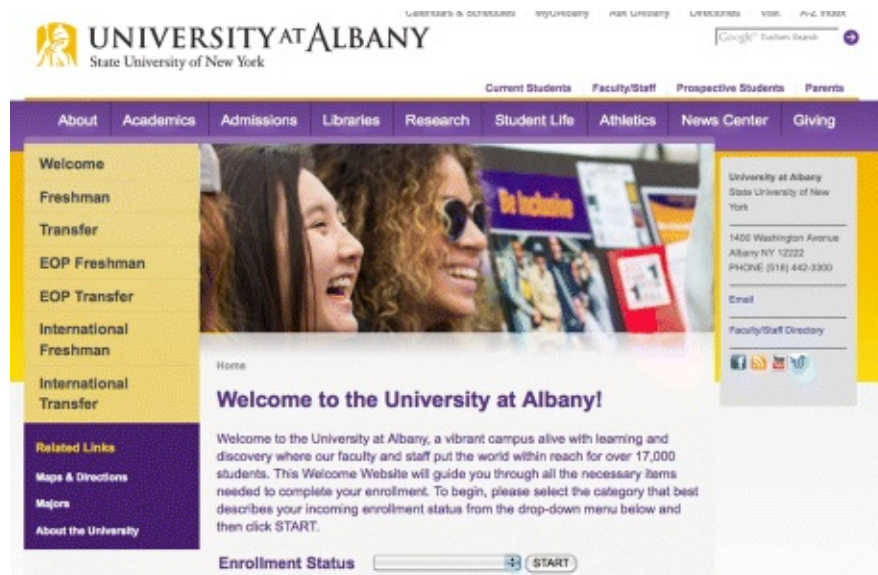 Calendars & Schedules MyUAlbany Ask UAlbany Directories Visit A-Z Index
UNIVERSITY AT ALBANY
State University of New York
Google™ Custom Search
Current Students Faculty/Staff Prospective Students Parents
About Academics Admissions Libraries Research Student Life Athletics News Center Giving
Welcome
Freshman
Transfer
EOP Freshman
EOP Transfer
International
Freshman
International
Transfer
Related Links
Maps & Directions
Majors
About the University
Be Inclusive
Home
Welcome to the University at Albany!
Welcome to the University at Albany, a vibrant campus alive with learning and
discovery where our faculty and staff put the world within reach for over 17,000
students. This Welcome Website will guide you through all the necessary items
needed to complete your enrollment. To begin, please select the category that best
describes your incoming enrollment status from the drop-down menu below and
then click START.
Enrollment Status START
University at Albany
State University of New
York
1400 Washington Avenue
Albany NY 12222
PHONE (518) 442-3300
Email
Faculty/Staff Directory